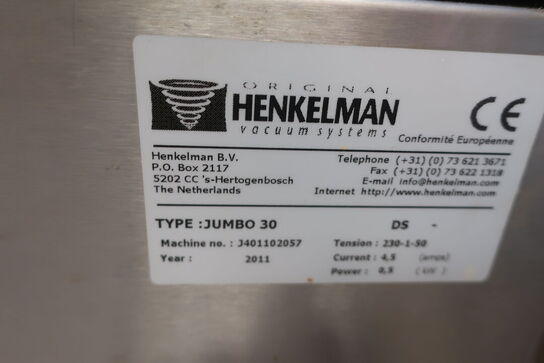 ORIGINAL
HENKELMAN
vacuum systems
CE
Conformité Européenne
Henkelman B.V.
P.O. Box 2117
5202 CC 's-Hertogenbosch
The Netherlands
Telephone (+31) (0) 73 621 3671
Fax (+31) (0) 73 622 1318
E-mail info@henkelman.com
Internet http://www.henkelman.com
TYPE :JUMBO 30 DS -
Machine no. : J401102057 Tension : 230-1-50
Year : 2011 Current : 4,5 (amps)
Power : 0,5 (kW)